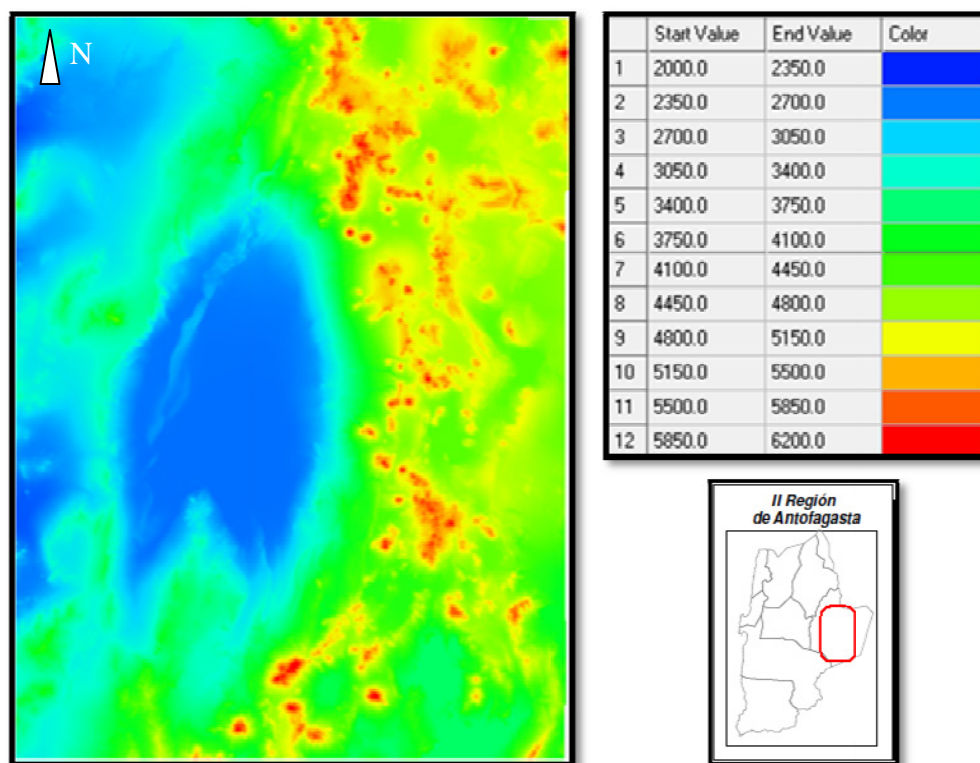 N
Start Value End Value Color
1 2000.0 2350.0
2 2350.0 2700.0
3 2700.0 3050.0
4 3050.0 3400.0
5 3400.0 3750.0
6 3750.0 4100.0
7 4100.0 4450.0
8 4450.0 4800.0
9 4800.0 5150.0
10 5150.0 5500.0
11 5500.0 5850.0
12 5850.0 6200.0
II Región
de Antofagasta